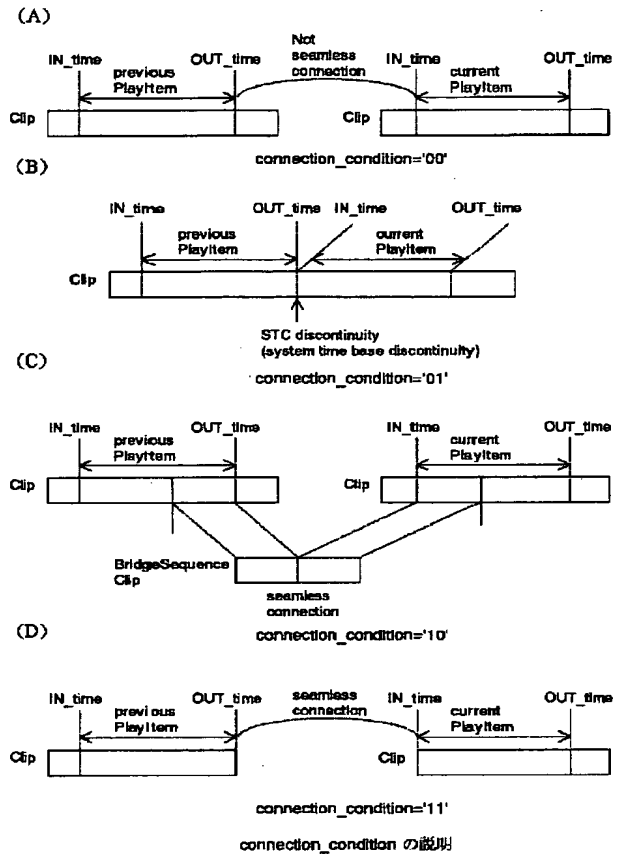 (A)
Not
seamless
connection
IN_time
OUT_time
IN_time
OUT_time
previous
PlayItem
current
PlayItem
Clip
Clip
connection_condition='00'
(B)
IN_time
OUT_time
IN_time
OUT_time
previous
PlayItem
current
PlayItem
Clip
STC discontinuity
(system time base discontinuity)
connection_condition='01'
(C)
IN_time
OUT_time
IN_time
OUT_time
previous
PlayItem
current
PlayItem
Clip
Clip
BridgeSequence
Clip
seamless
connection
connection_condition='10'
(D)
IN_time
OUT_time
seamless
connection
IN_time
OUT_time
previous
PlayItem
current
PlayItem
Clip
Clip
connection_condition='11'
connection_condition の説明